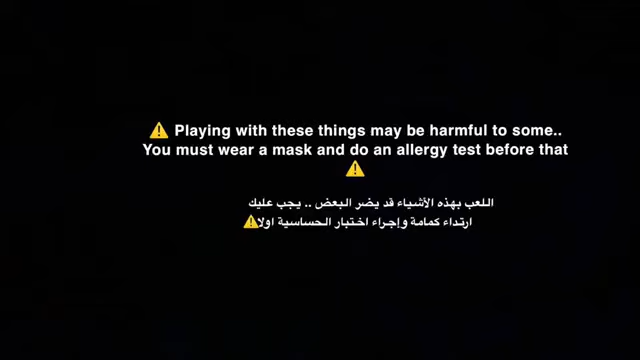 ⚠️ Playing with these things may be harmful to some..
You must wear a mask and do an allergy test before that
⚠️
اللعب بهذه الأشياء قد يضر البعض .. يجب عليك
ارتداء كمامة وإجراء اختبار الحساسية اولا⚠️